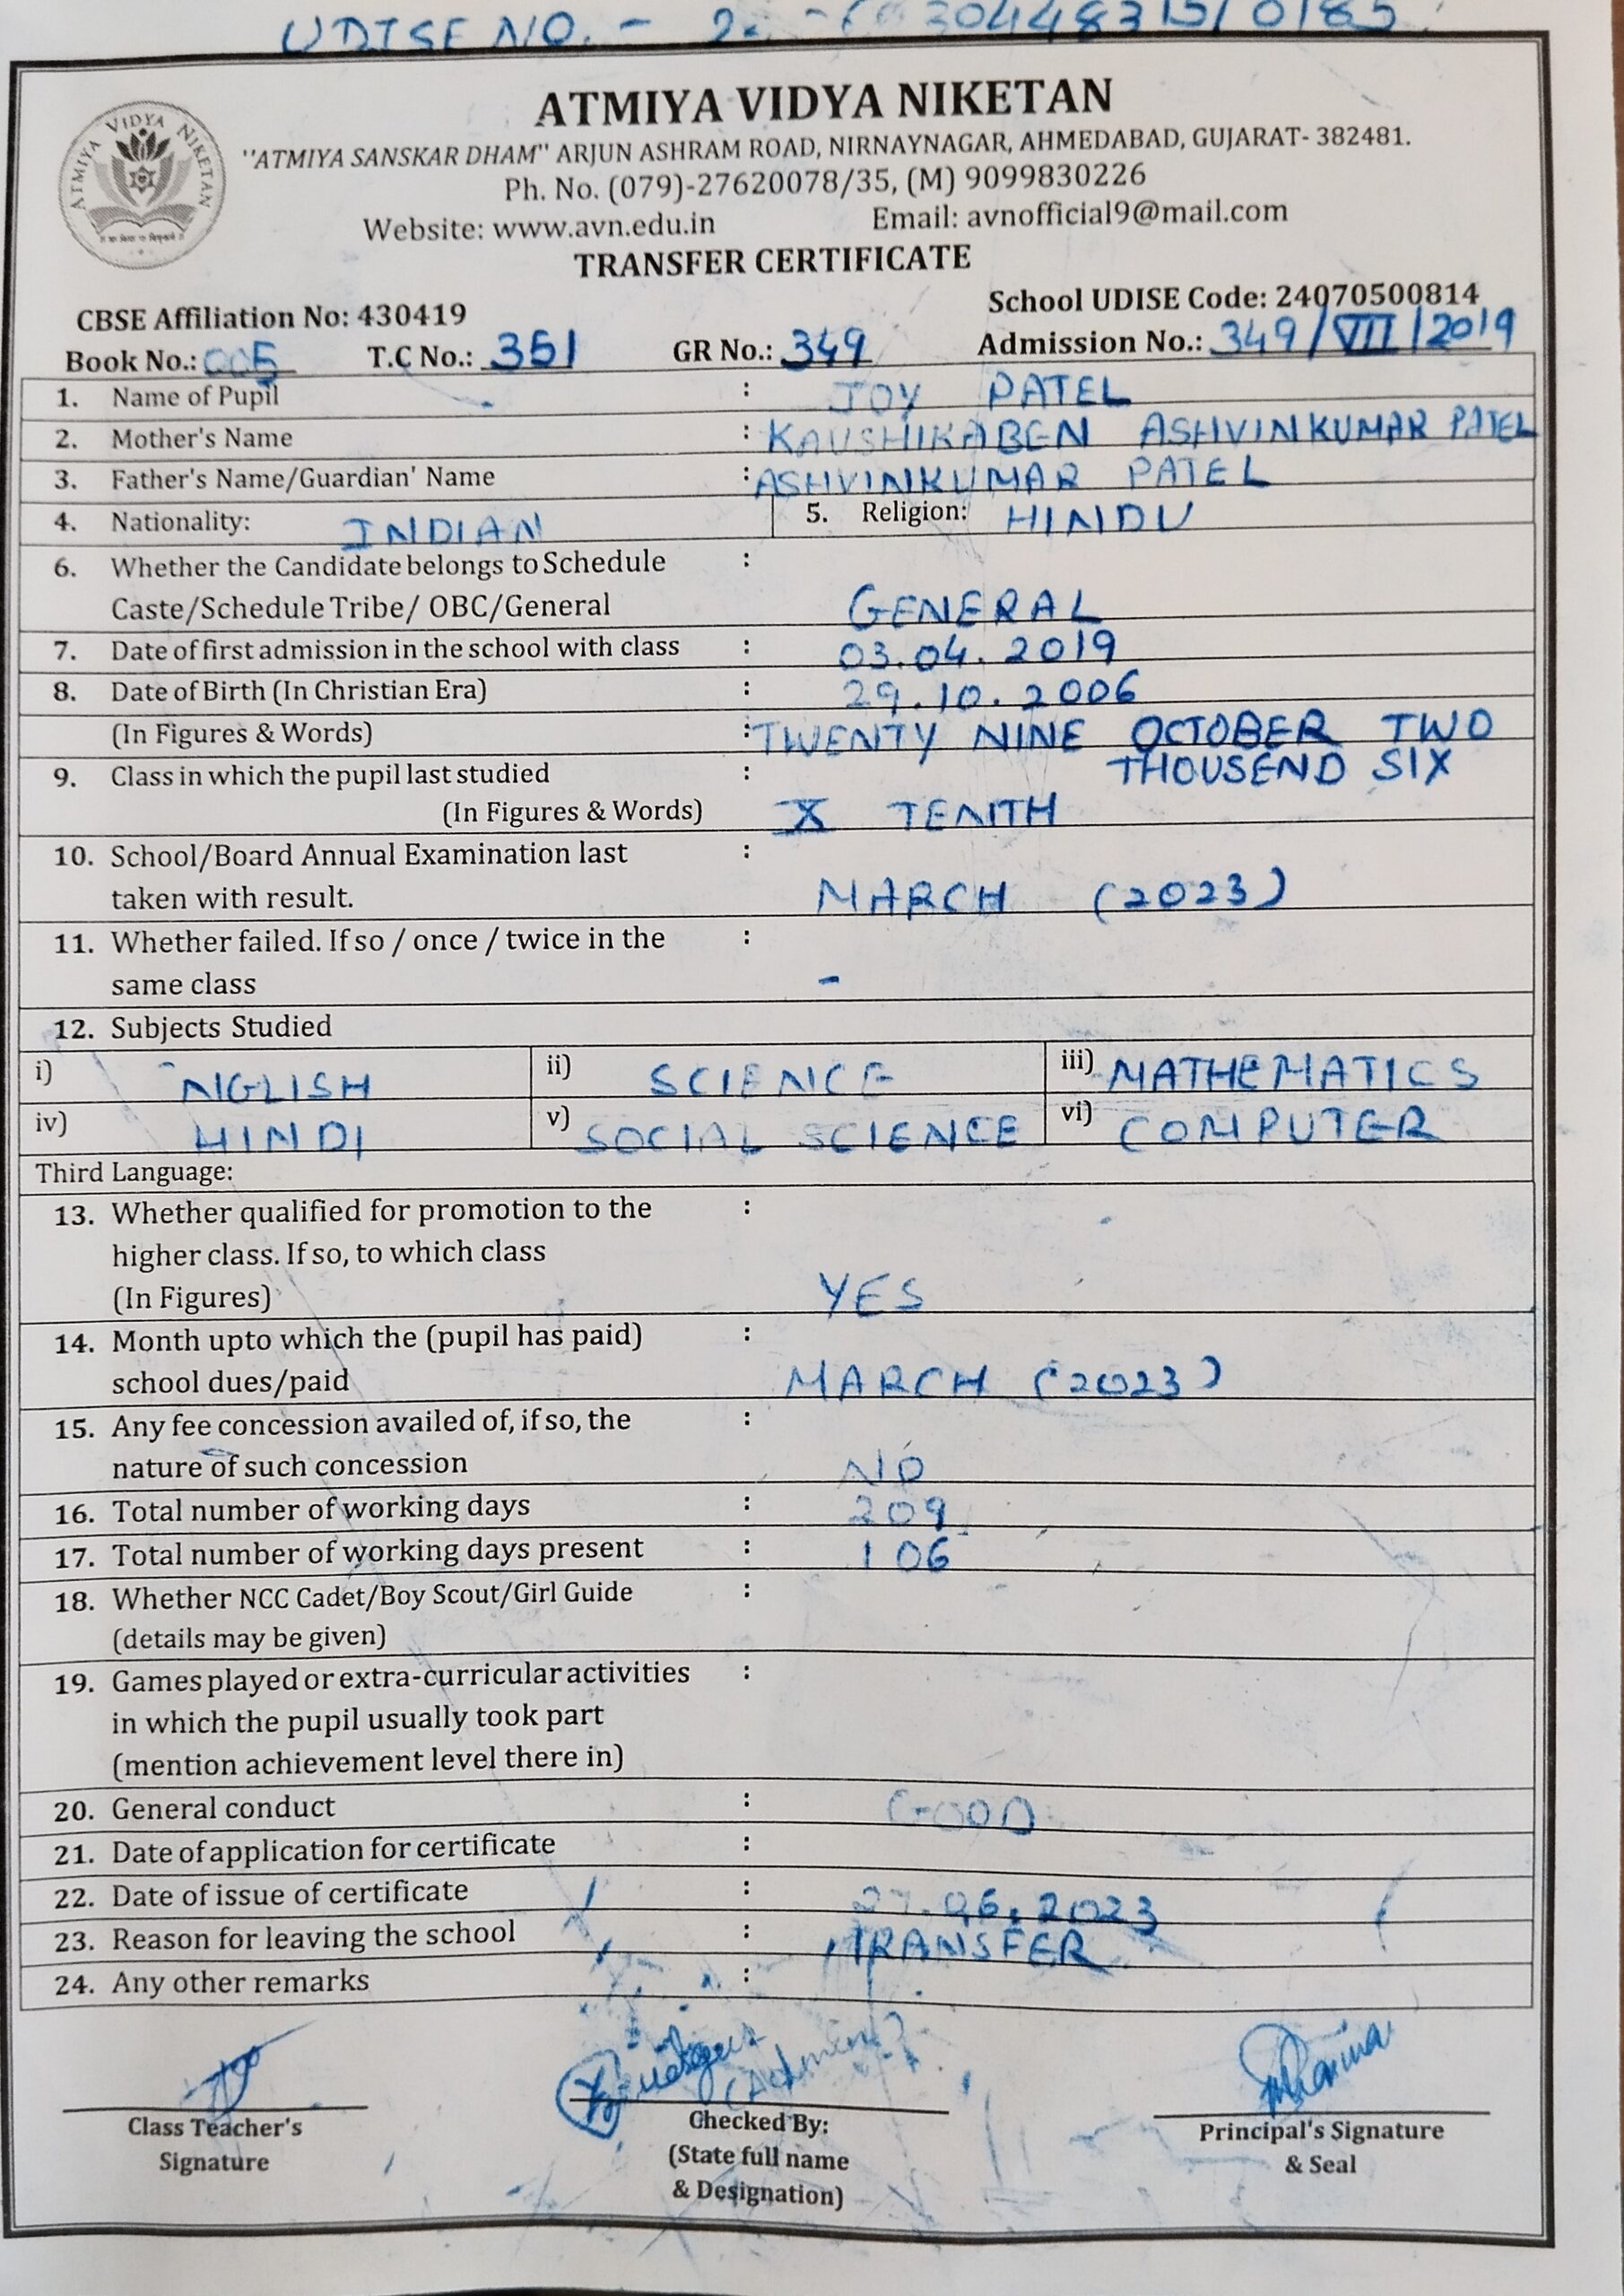 UDISE NO. -
ATMIYA VIDYA NIKETAN
ATMIYA VIDYA NIKETAN
"ATMIYA SANSKAR DHAM" ARJUN ASHRAM ROAD, NIRNAYNAGAR, AHMEDABAD, GUJARAT- 382481.
Ph. No. (079)-27620078/35, (M) 9099830226
Website: www.avn.edu.in Email: avnofficial9@mail.com
TRANSFER CERTIFICATE
CBSE Affiliation No: 430419 School UDISE Code: 24070500814
Book No.: 005 T.C No.: 351 GR No.: 349 Admission No.: 349/VII/2019
1. Name of Pupil : JOY PATEL
2. Mother's Name : KAUSHIKABEN ASHVINKUMAR PATEL
3. Father's Name/Guardian' Name : ASHVINKUMAR PATEL
4. Nationality: INDIAN 5. Religion: HINDU
6. Whether the Candidate belongs to Schedule :
Caste/Schedule Tribe/ OBC/General GENERAL
7. Date of first admission in the school with class : 03.04.2019
8. Date of Birth (In Christian Era) : 29.10.2006
(In Figures & Words) : TWENTY NINE OCTOBER TWO
THOUSEND SIX
9. Class in which the pupil last studied :
(In Figures & Words) X TENTH
10. School/Board Annual Examination last :
taken with result. MARCH (2023)
11. Whether failed. If so / once / twice in the :
same class -
12. Subjects Studied
i) NGLISH ii) SCIENCE iii) MATHEMATICS
iv) HINDI v) SOCIAL SCIENCE vi) COMPUTER
Third Language:
13. Whether qualified for promotion to the :
higher class. If so, to which class
(In Figures) YES
14. Month upto which the (pupil has paid) :
school dues/paid MARCH (2023)
15. Any fee concession availed of, if so, the :
nature of such concession NO
16. Total number of working days : 209
17. Total number of working days present : 106
18. Whether NCC Cadet/Boy Scout/Girl Guide :
(details may be given)
19. Games played or extra-curricular activities :
in which the pupil usually took part
(mention achievement level there in)
20. General conduct : GOOD
21. Date of application for certificate :
22. Date of issue of certificate : 27.06.2023
23. Reason for leaving the school : TRANSFER
24. Any other remarks :
(Admin)
Class Teacher's
Signature
Checked By:
(State full name
& Designation)
Principal's Signature
& Seal